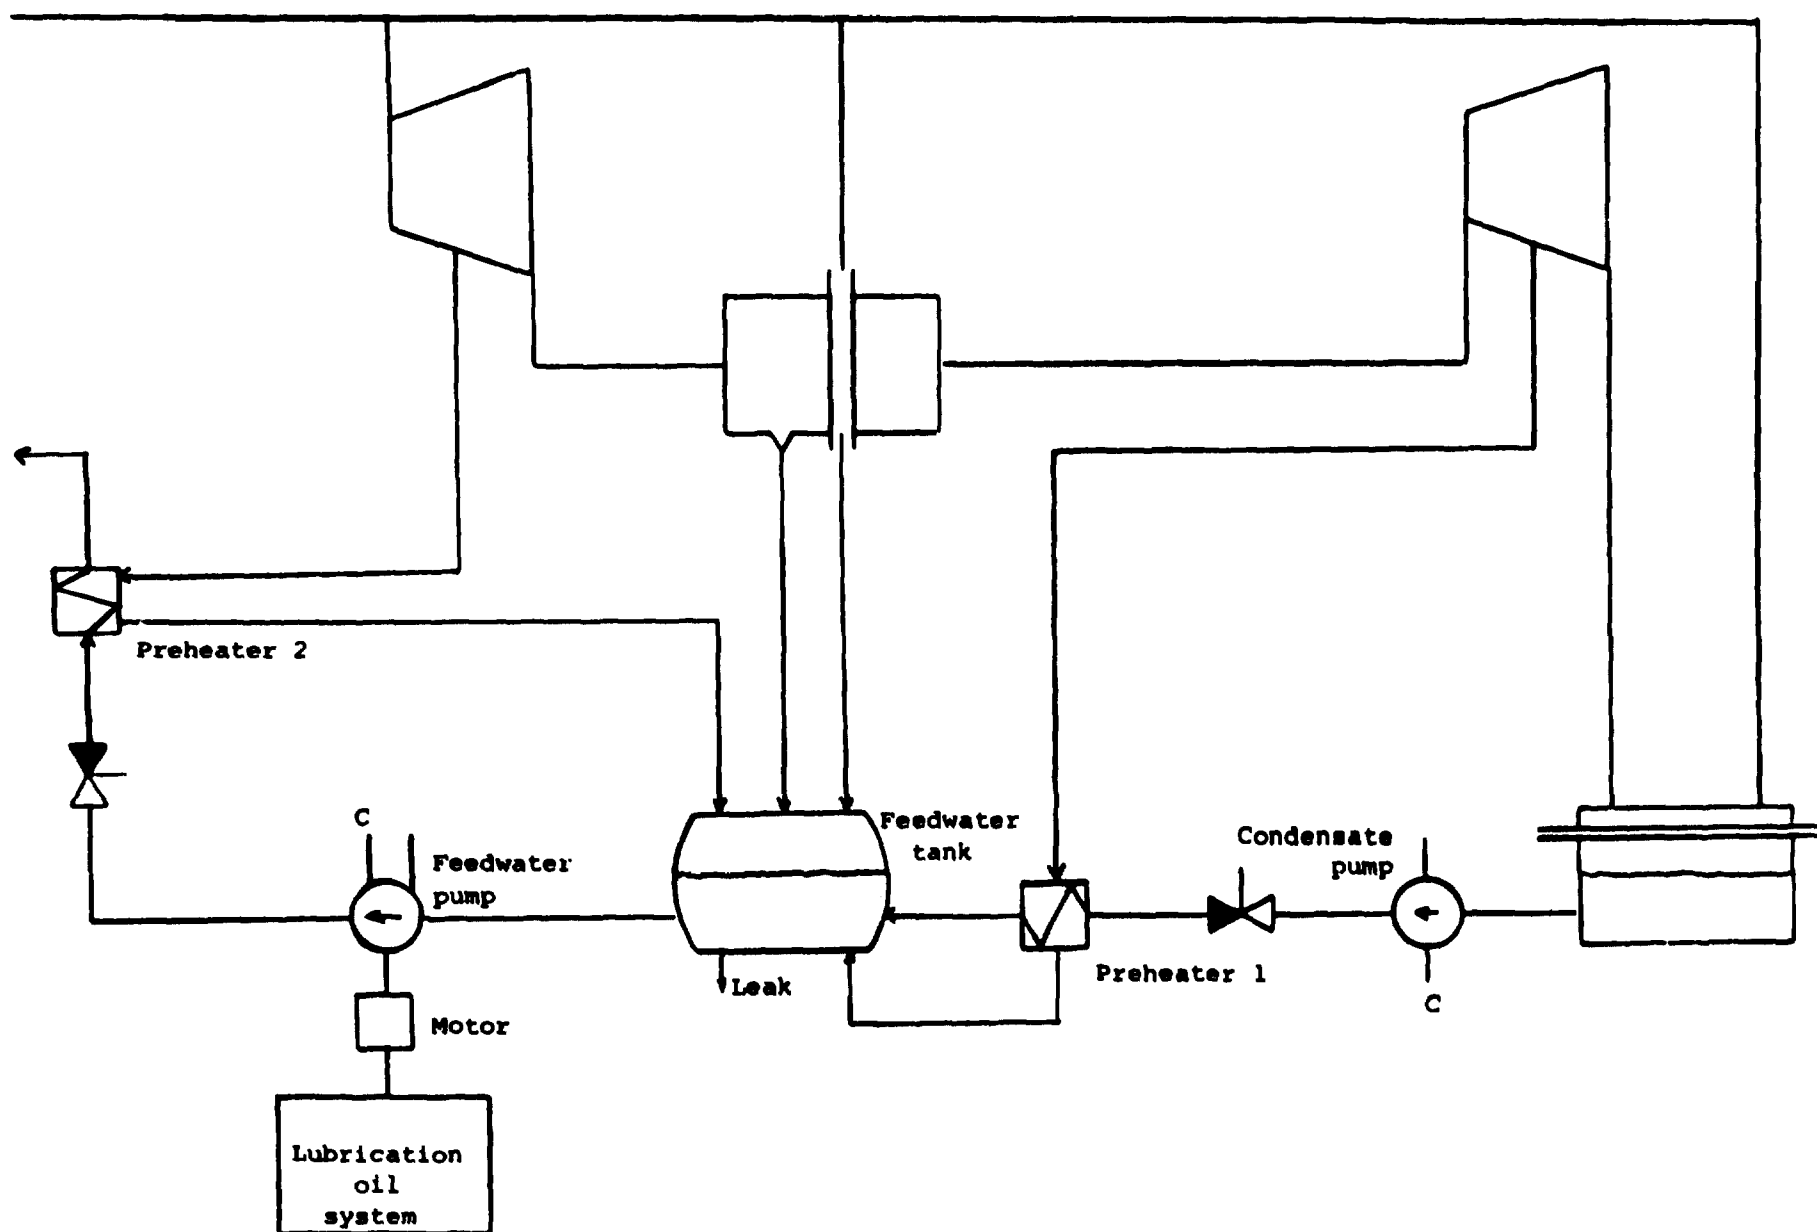 Preheater 2
C
Feedwater
pump
Feedwater
tank
Condensate
pump
Leak
Preheater 1
C
Motor
Lubrication
oil
system